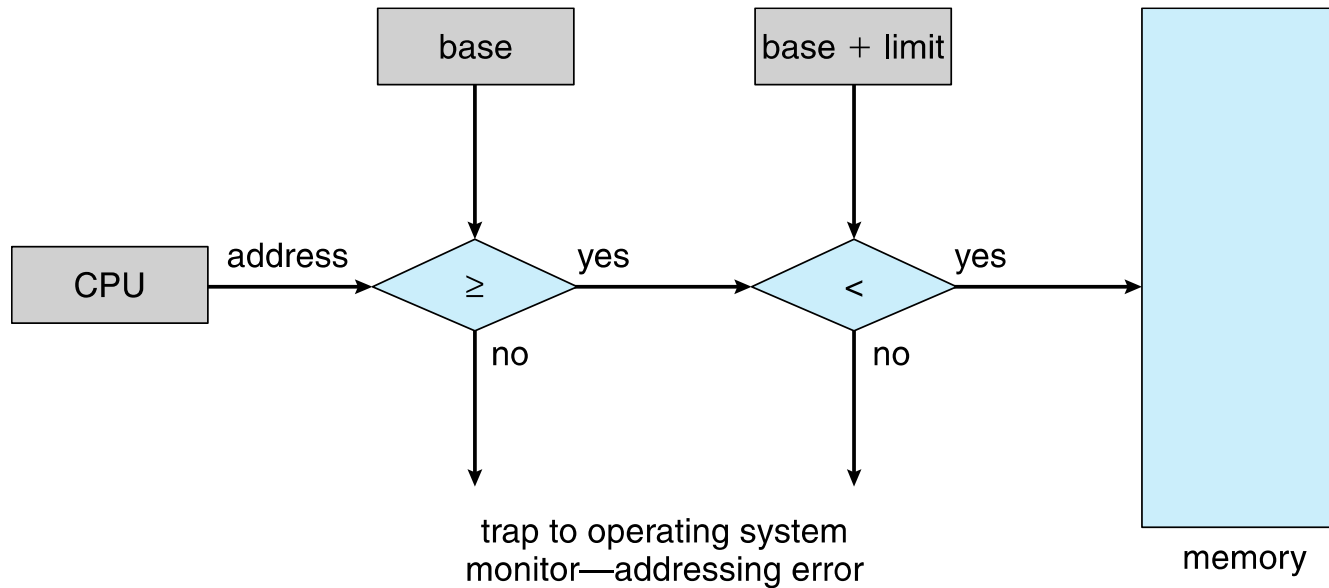 base
base + limit
CPU
address
≥
yes
<
yes
no
no
trap to operating system
monitor—addressing error
memory